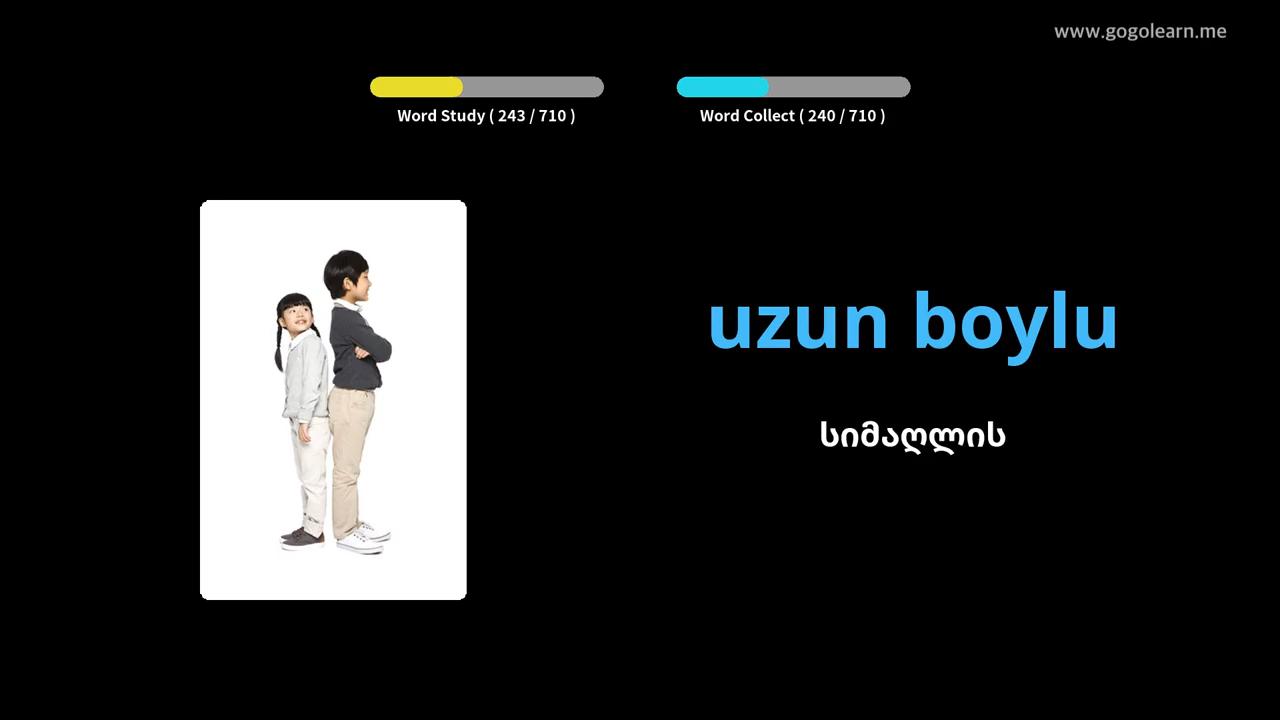 www.gogolearn.me
Word Study ( 243 / 710 )
Word Collect ( 240 / 710 )
uzun boylu
სიმაღლის